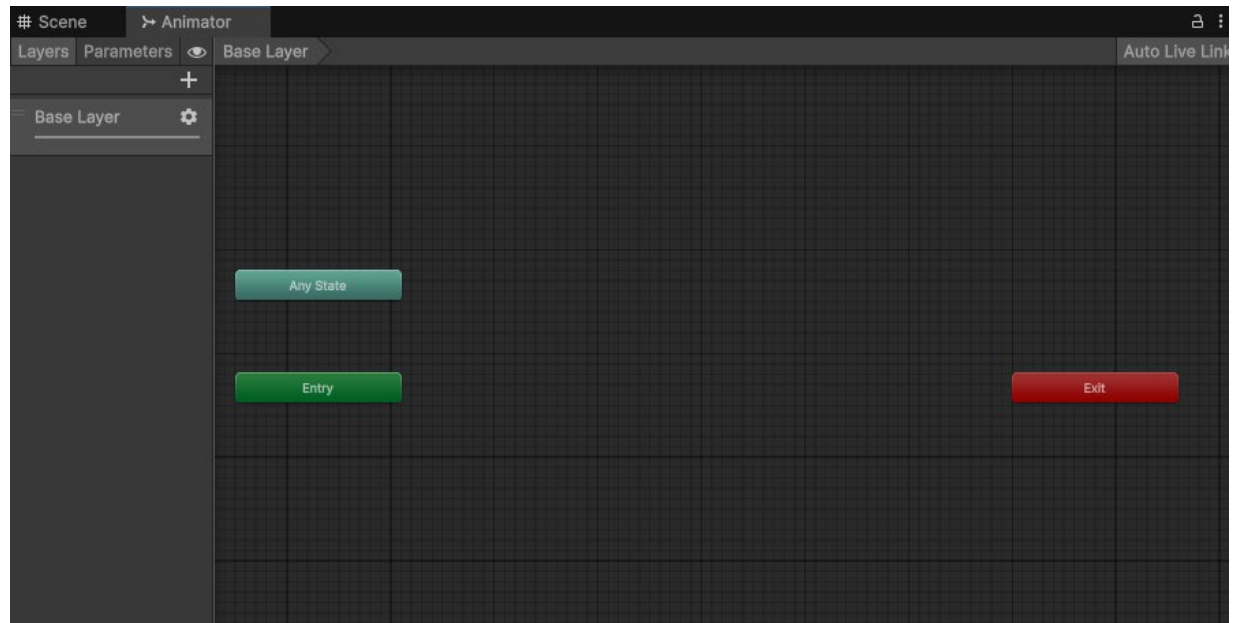 Scene Animator
Layers Parameters Base Layer Auto Live Link
Base Layer
Any State
Entry Exit